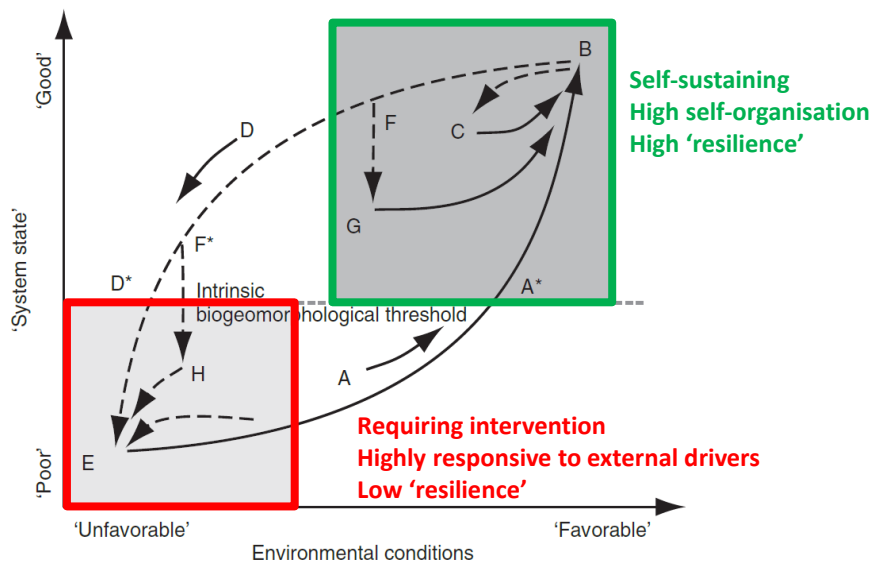 'Good'
'System state'
'Poor'
B
Self-sustaining
High self-organisation
High 'resilience'
D
F
C
G
F*
D*
Intrinsic
biogeomorphological threshold
A*
H
A
E
Requiring intervention
Highly responsive to external drivers
Low 'resilience'
'Unfavorable'
'Favorable'
Environmental conditions